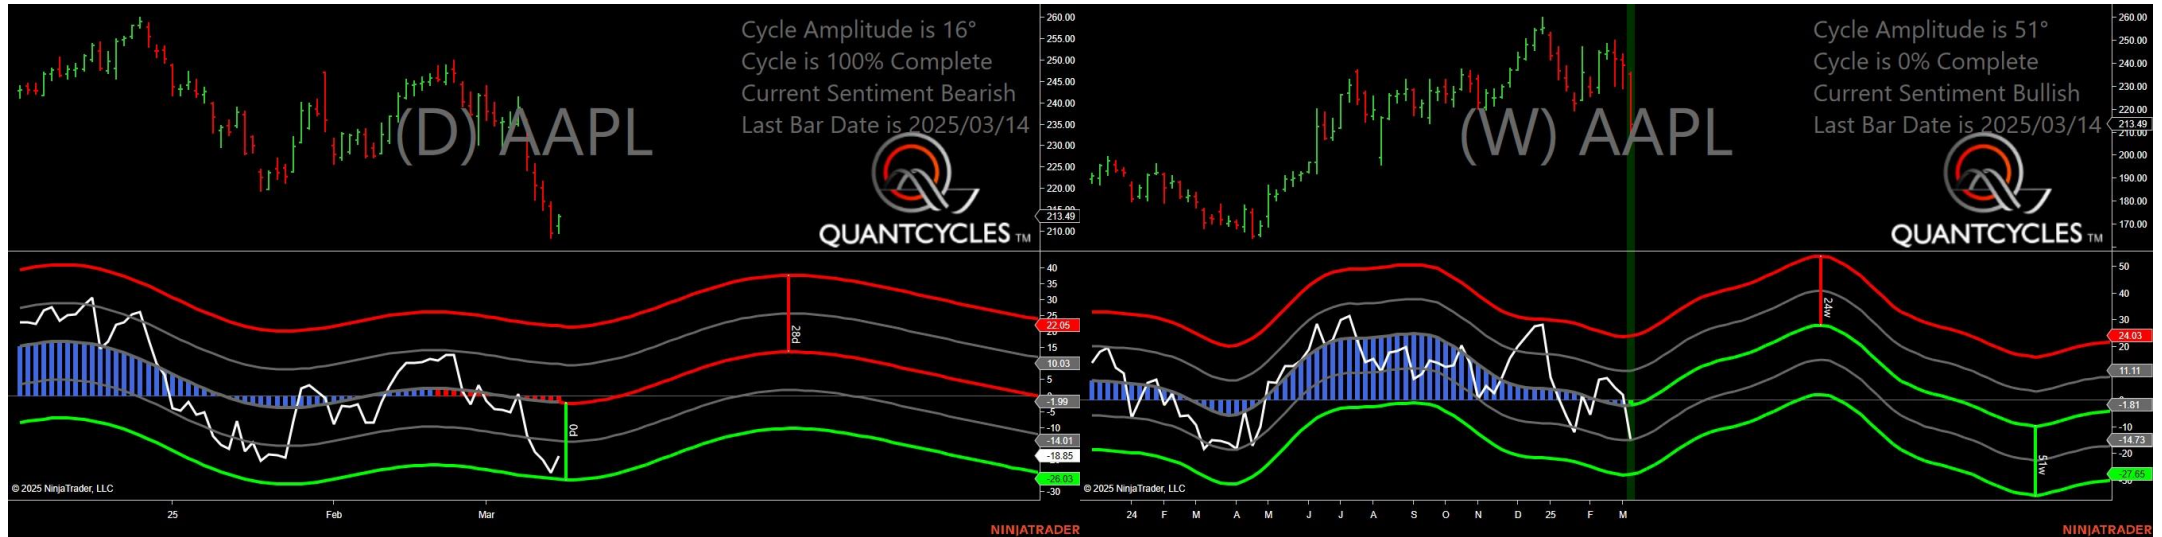 Cycle Amplitude is 16°
Cycle is 100% Complete
Current Sentiment Bearish
Last Bar Date is 2025/03/14
(D) AAPL
QUANTCYCLES TM
260.00
255.00
250.00
245.00
240.00
235.00
230.00
225.00
220.00
213.49
210.00
40
35
30
25
22.05
15
10.03
5
-1.99
-5
-10
-14.01
-18.85
-26.03
-30
28d
0d
© 2025 NinjaTrader, LLC
25
Feb
Mar
NINJATRADER
Cycle Amplitude is 51°
Cycle is 0% Complete
Current Sentiment Bullish
Last Bar Date is 2025/03/14
(W) AAPL
QUANTCYCLES TM
260.00
250.00
240.00
230.00
220.00
213.49
210.00
200.00
190.00
180.00
170.00
50
40
30
24.03
20
11.11
-1.81
-10
-14.73
-20
-27.65
24w
51w
© 2025 NinjaTrader, LLC
24 F M A M J J A S O N D 25 F M
NINJATRADER